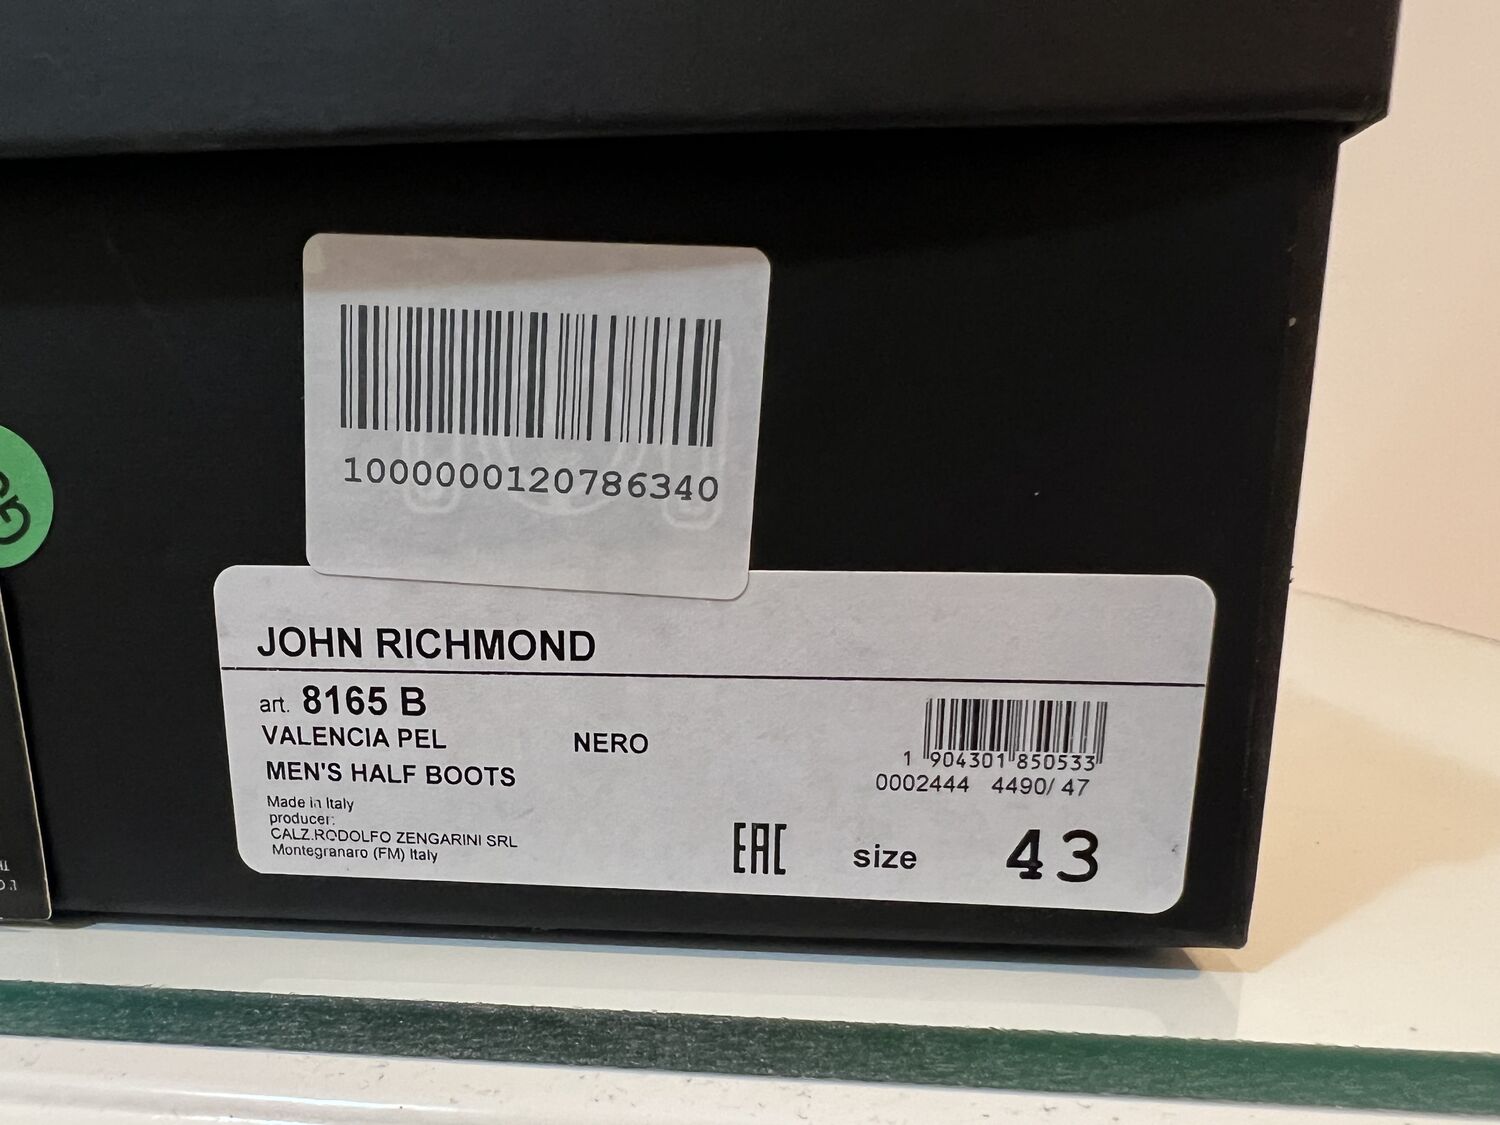 1000000120786340
JOHN RICHMOND
art. 8165 B
VALENCIA PEL NERO
MEN'S HALF BOOTS
Made in Italy
producer:
CALZ.RODOLFO ZENGARINI SRL
Montegranaro (FM) Italy
1 904301 850533
0002444 4490/ 47
EAC size 43